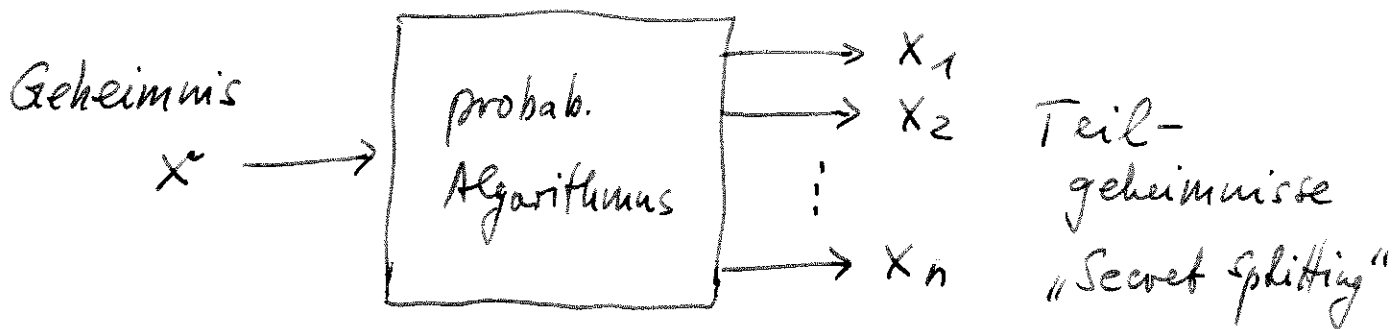 Geheimnis
x
probab.
Algorithmus
x1
x2
⋮
xn
Teil-
geheimnisse
„Secret splitting“